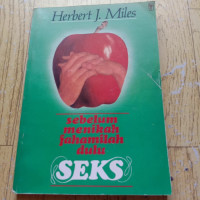 Herbert J. Miles
sebelum
menikah
fahamilah
dulu
SEKS